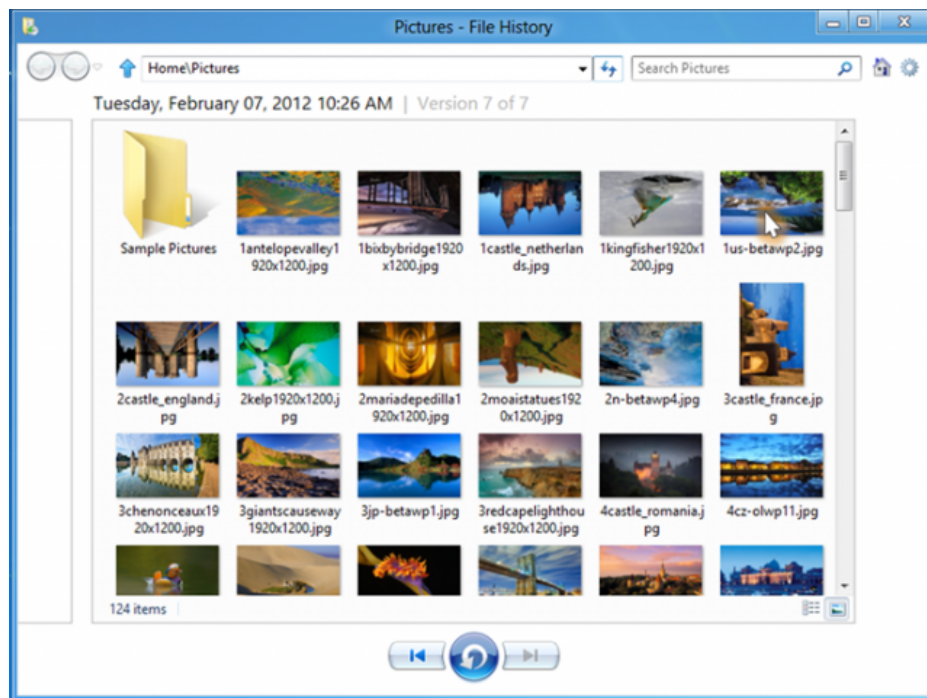 Pictures - File History
Home\Pictures
Search Pictures
Tuesday, February 07, 2012 10:26 AM | Version 7 of 7
Sample Pictures
1antelopevalley1
920x1200.jpg
1bixbybridge1920
x1200.jpg
1castle_netherlan
ds.jpg
1kingfisher1920x1
200.jpg
1us-betawp2.jpg
2castle_england.j
pg
2kelp1920x1200.j
pg
2mariadepedilla1
920x1200.jpg
2moaistatues192
0x1200.jpg
2n-betawp4.jpg
3castle_france.jp
g
3chenonceaux19
20x1200.jpg
3giantscauseway
1920x1200.jpg
3jp-betawp1.jpg
3redcapelighthou
se1920x1200.jpg
4castle_romania.j
pg
4cz-olwp11.jpg
124 items